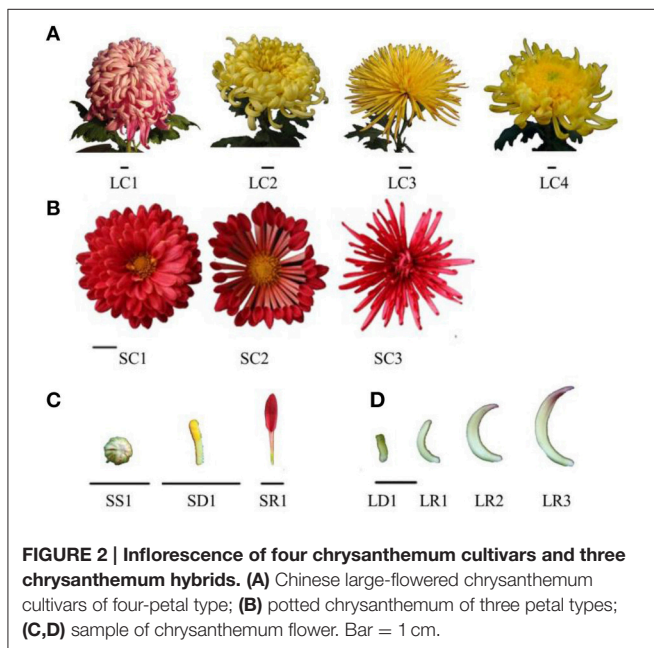 A
LC1 LC2 LC3 LC4
B
SC1 SC2 SC3
C D
SS1 SD1 SR1 LD1 LR1 LR2 LR3
FIGURE 2 | Inflorescence of four chrysanthemum cultivars and three
chrysanthemum hybrids. (A) Chinese large-flowered chrysanthemum
cultivars of four-petal type; (B) potted chrysanthemum of three petal types;
(C,D) sample of chrysanthemum flower. Bar = 1 cm.